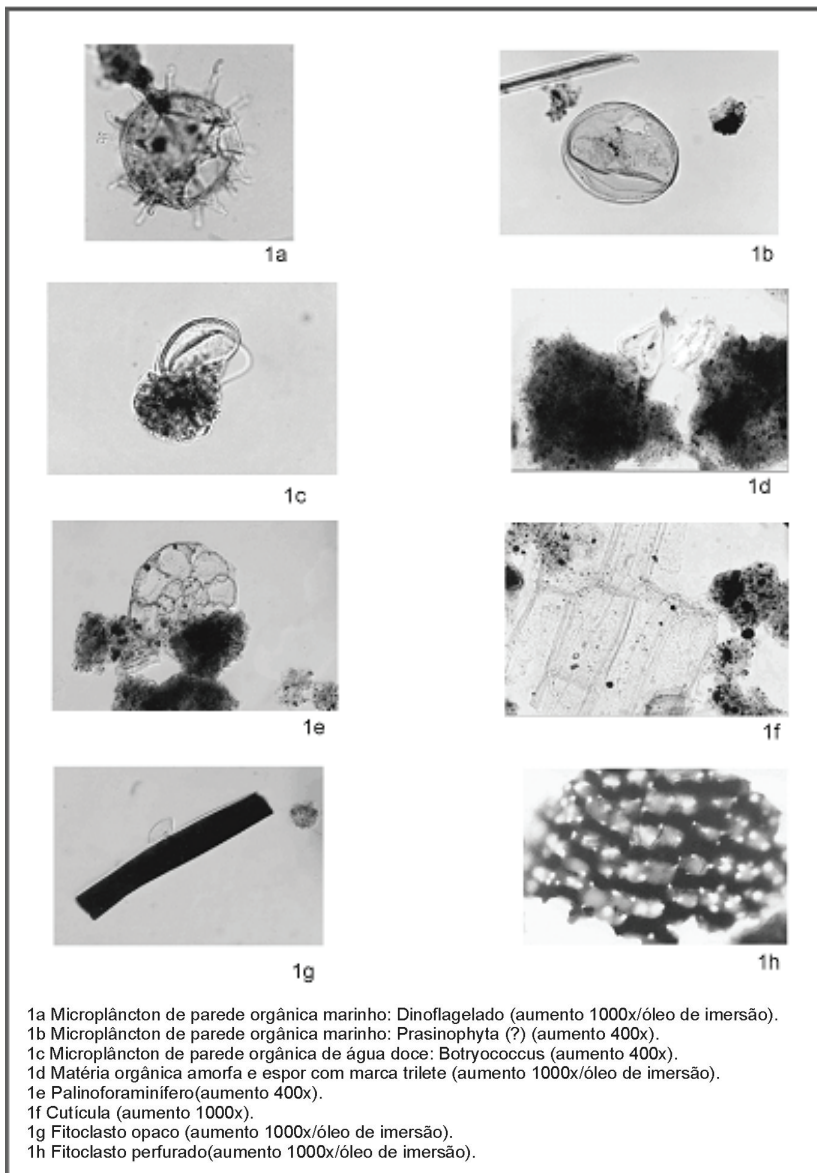 1a
1b
1c
1d
1e
1f
1g
1h
1a Microplâncton de parede orgânica marinho: Dinoflagelado (aumento 1000x/óleo de imersão).
1b Microplâncton de parede orgânica marinho: Prasinophyta (?) (aumento 400x).
1c Microplâncton de parede orgânica de água doce: Botryococcus (aumento 400x).
1d Matéria orgânica amorfa e espor com marca trilete (aumento 1000x/óleo de imersão).
1e Palinoforaminífero(aumento 400x).
1f Cutícula (aumento 1000x).
1g Fitoclasto opaco (aumento 1000x/óleo de imersão).
1h Fitoclasto perfurado(aumento 1000x/óleo de imersão).